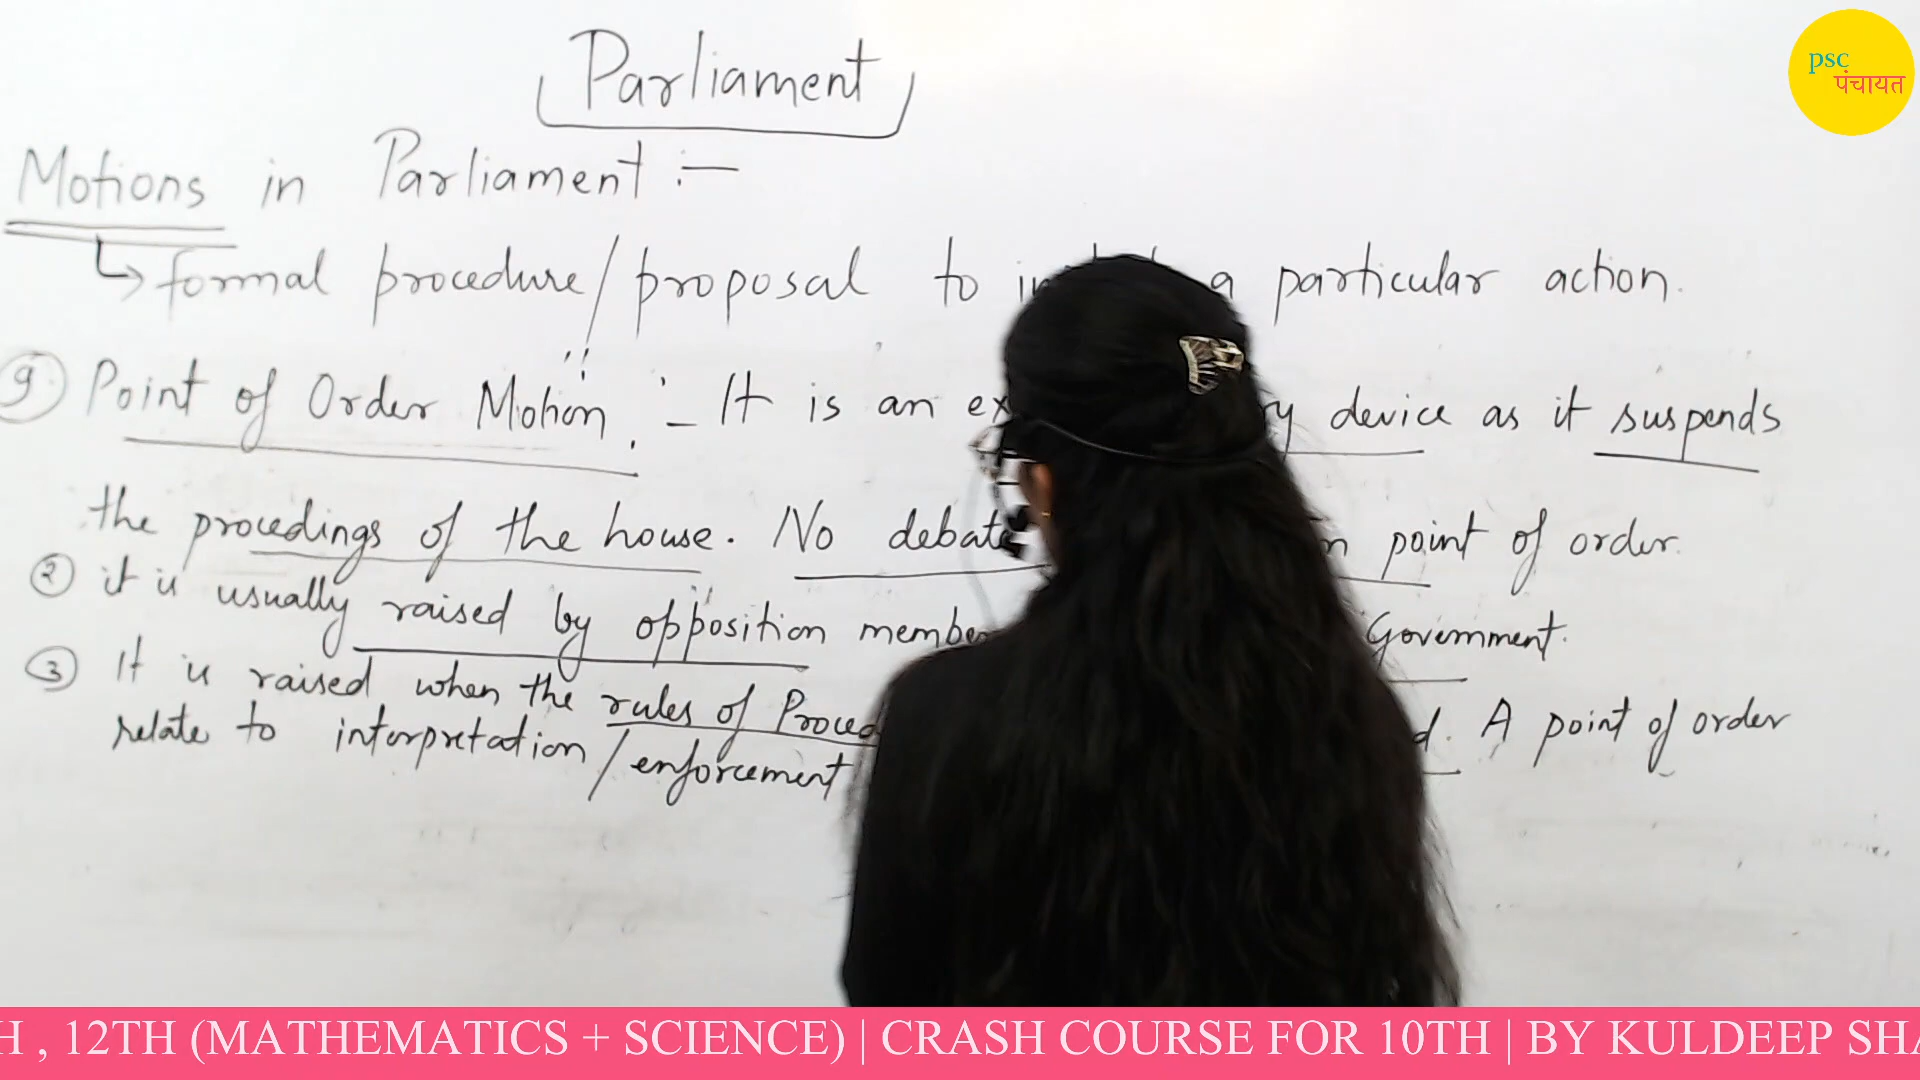 psc
पंचायत
Parliament
Motions in Parliament :-
formal procedure/proposal to a particular action.
9 Point of Order Motion :- It is an device as it suspends
the procedings of the house. No debate point of order.
2 it is usually raised by opposition Government.
3 It is raised when the rules of A point of order
relate to interpretation/enforcement
, 12TH (MATHEMATICS + SCIENCE) | CRASH COURSE FOR 10TH | BY KULDEEP